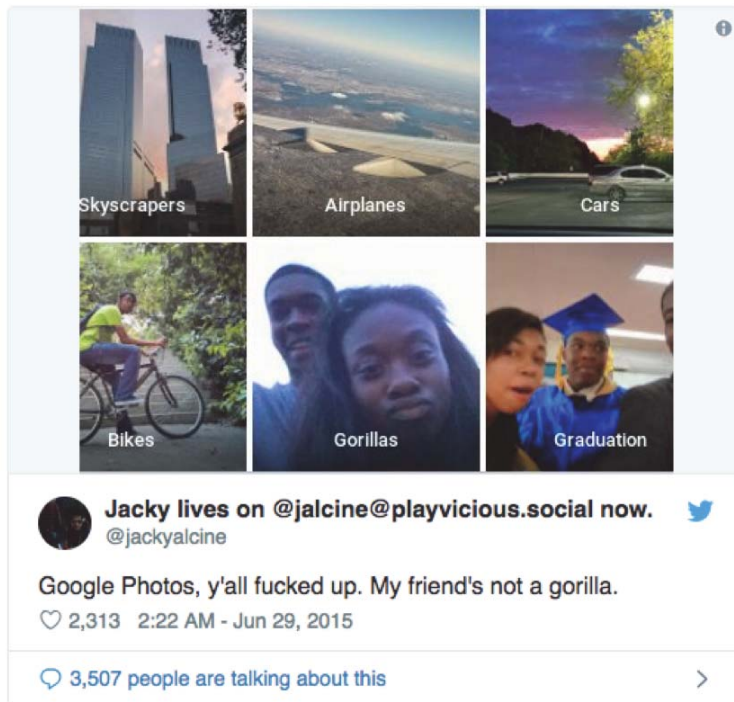 Skyscrapers
Airplanes
Cars
Bikes
Gorillas
Graduation
Jacky lives on @jalcine@playvicious.social now.
@jackyalcine
Google Photos, y'all fucked up. My friend's not a gorilla.
2,313 2:22 AM - Jun 29, 2015
3,507 people are talking about this